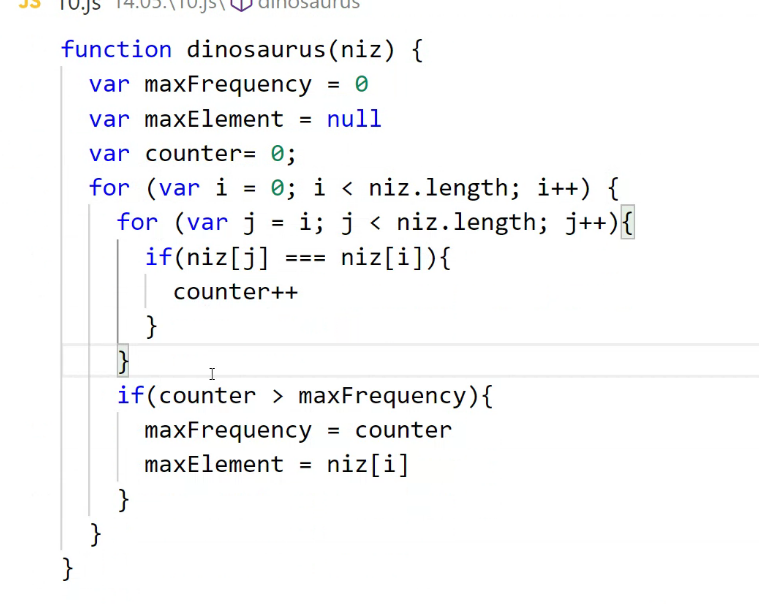 JS 10.js 14.05.\10.js\ dinosaurus
function dinosaurus(niz) {
  var maxFrequency = 0
  var maxElement = null
  var counter= 0;
  for (var i = 0; i < niz.length; i++) {
    for (var j = i; j < niz.length; j++){
      if(niz[j] === niz[i]){
        counter++
      }
    }
    if(counter > maxFrequency){
      maxFrequency = counter
      maxElement = niz[i]
    }
  }
}